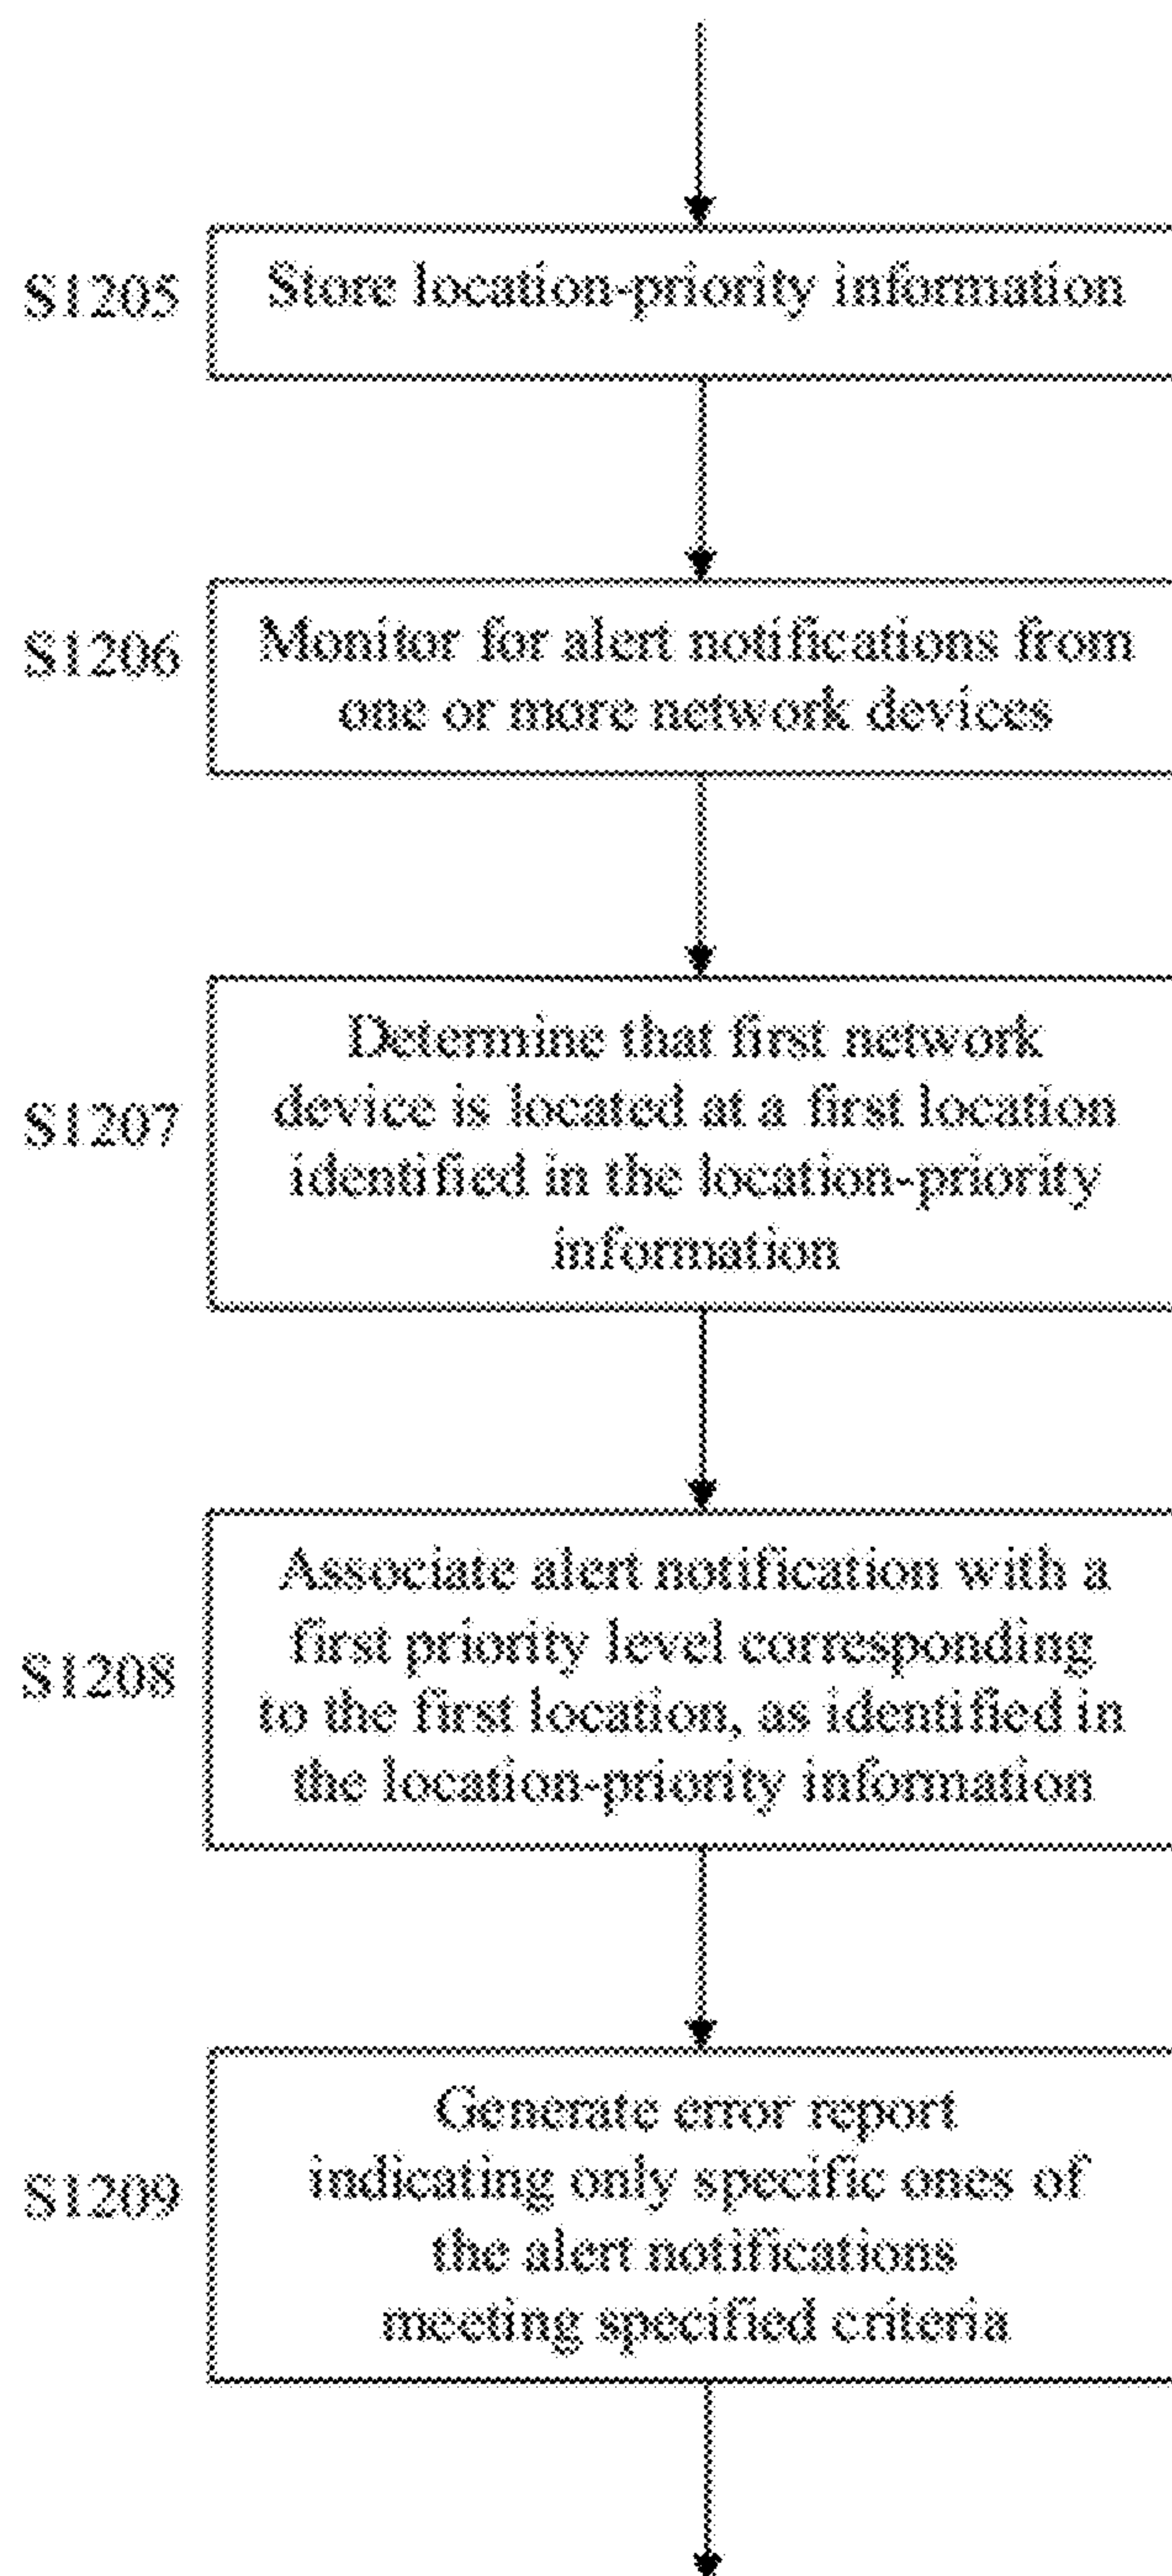 S1205
Store location-priority information
S1206
Monitor for alert notifications from
one or more network devices
S1207
Determine that first network
device is located at a first location
identified in the location-priority
information
S1208
Associate alert notification with a
first priority level corresponding
to the first location, as identified in
the location-priority information
S1209
Generate error report
indicating only specific ones of
the alert notifications
meeting specified criteria